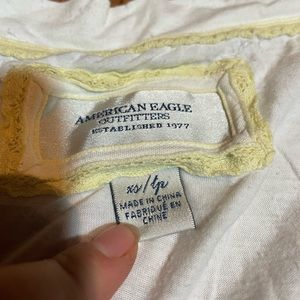 AMERICAN EAGLE
OUTFITTERS
ESTABLISHED 1977
xs/tp
MADE IN CHINA
FABRIQUÉ EN
CHINE